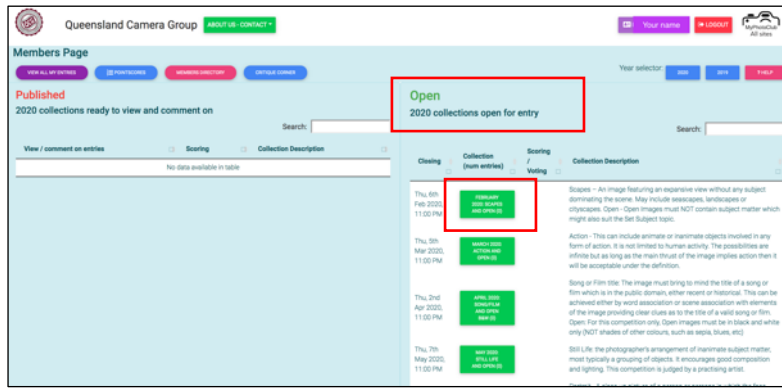 Queensland Camera Group
ABOUT US - CONTACT
Your name
LOGOUT
MyPhotoClub
All sites
Members Page
VIEW ALL MY ENTRIES
POINTSCORES
MEMBERS DIRECTORY
CRITIQUE CORNER
Year selector:
2020
2019
? HELP
Published
2020 collections ready to view and comment on
Search:
View / comment on entries
Scoring
Collection Description
No data available in table
Open
2020 collections open for entry
Search:
Closing
Collection
(num entries)
Scoring
/
Voting
Collection Description
Thu, 6th
Feb 2020,
11:00 PM
FEBRUARY
2020 SCAPES
AND OPEN (0)
Scapes – An image featuring an expansive view without any subject
dominating the scene. May include seascapes, landscapes or
cityscapes. Open - Open Images must NOT contain subject matter which
might also suit the Set Subject topic.
Thu, 5th
Mar 2020,
11:00 PM
MARCH 2020
ACTION AND
OPEN (0)
Action - This can include animate or inanimate objects involved in any
form of action. It is not limited to human activity. The possibilities are
infinite but as long as the main thrust of the image implies action then it
will be acceptable under the definition.
Thu, 2nd
Apr 2020,
11:00 PM
APRIL 2020
SONG/FILM
AND OPEN
B&W (0)
Song or Film title: The image must bring to mind the title of a song or
film which is in the public domain, either recent or historical. This can be
achieved either by word association or scene association with elements
of the image providing clear clues as to the title of a valid song or film.
Open: For this competition only, Open images must be in black and white
only (NOT shades of other colours, such as sepia, blues, etc)
Thu, 7th
May 2020,
11:00 PM
MAY 2020
STILL LIFE
AND OPEN (0)
Still Life: the photographer's arrangement of inanimate subject matter,
most typically a grouping of objects. It encourages good composition
and lighting. This competition is judged by a practising artist.